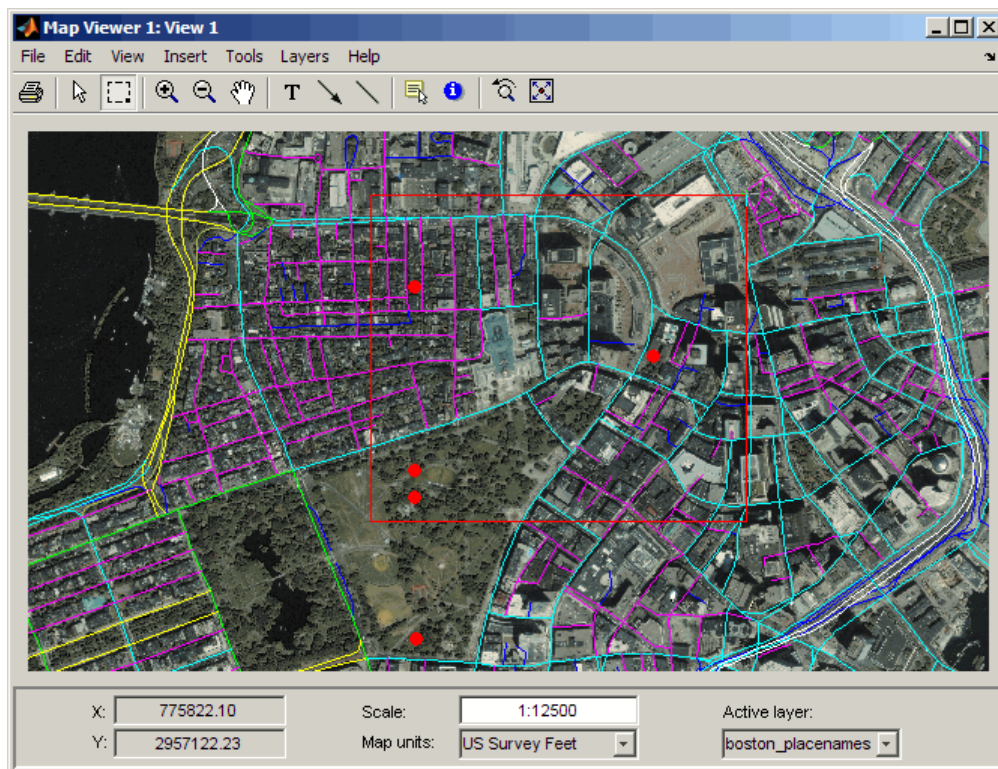 Map Viewer 1: View 1
File Edit View Insert Tools Layers Help
T
X: 775822.10 Scale: 1:12500 Active layer:
Y: 2957122.23 Map units: US Survey Feet boston_placenames